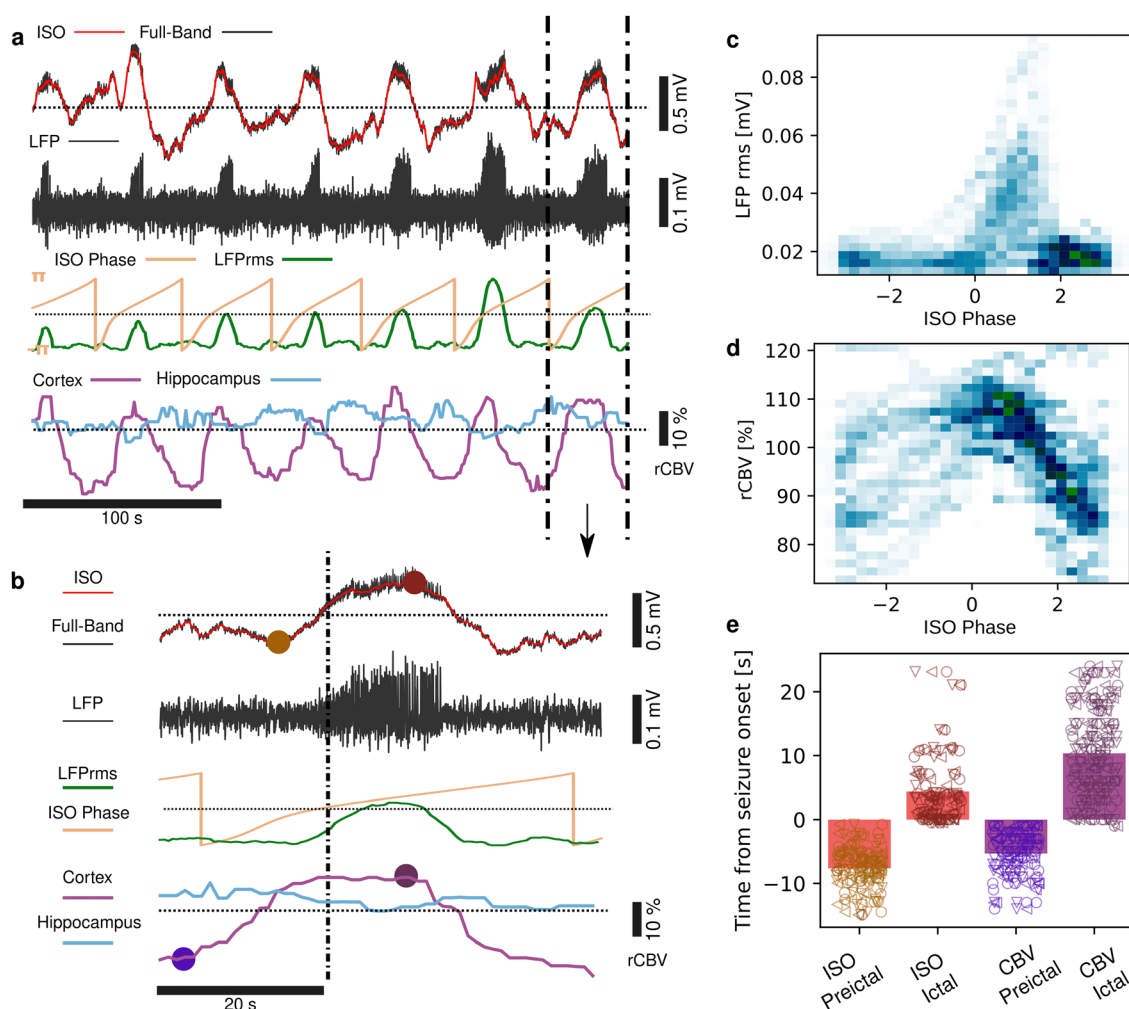 a
ISO
Full-Band
0.5 mV
LFP
0.1 mV
ISO Phase
LFPrms
π
-π
Cortex
Hippocampus
10 %
rCBV
100 s
b
ISO
Full-Band
0.5 mV
LFP
0.1 mV
LFPrms
ISO Phase
Cortex
Hippocampus
10 %
rCBV
20 s
c
LFP rms [mV]
0.08
0.06
0.04
0.02
−2 0 2
ISO Phase
d
rCBV [%]
120
110
100
90
80
−2 0 2
ISO Phase
e
Time from seizure onset [s]
20
10
0
−10
ISO
Preictal
ISO
Ictal
CBV
Preictal
CBV
Ictal